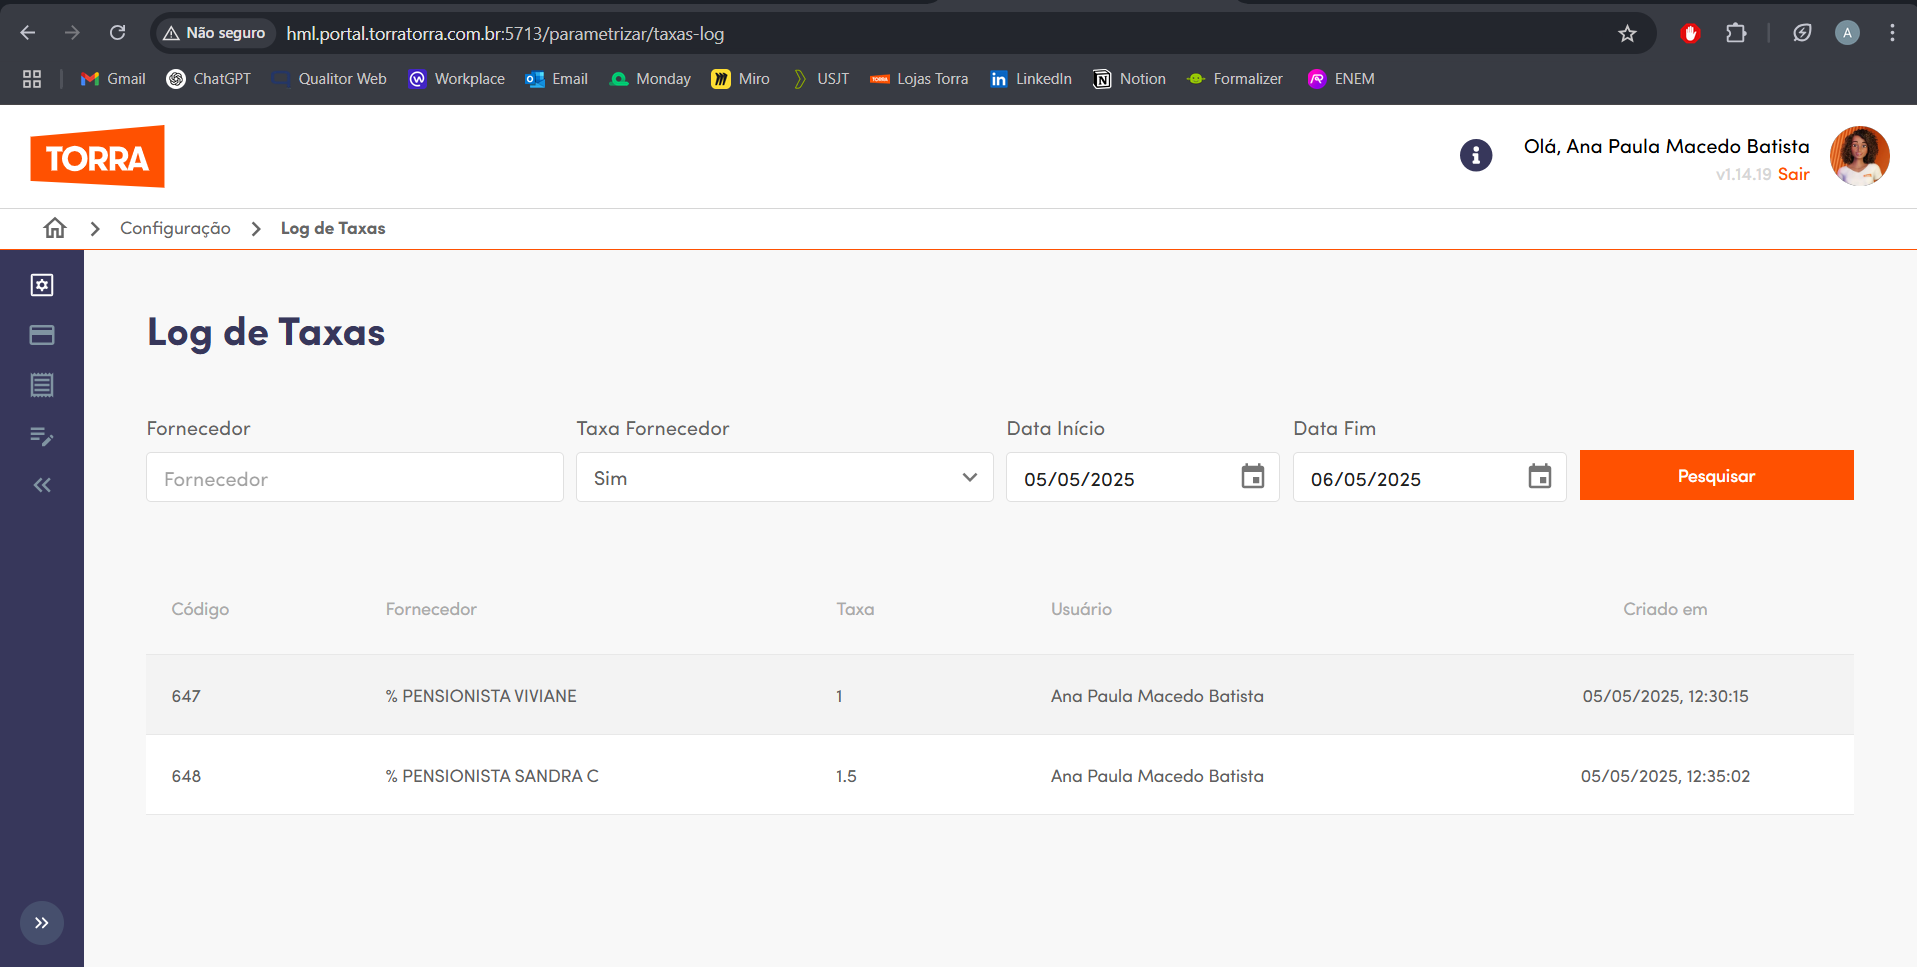 Não seguro hml.portal.torratorra.com.br:5713/parametrizar/taxas-log A
Gmail ChatGPT Qualitor Web Workplace Email Monday Miro USJT Lojas Torra LinkedIn Notion Formalizer ENEM
TORRA
Olá, Ana Paula Macedo Batista
v1.14.19 Sair
Configuração Log de Taxas
Log de Taxas
Fornecedor Taxa Fornecedor Data Início Data Fim
Fornecedor Sim 05/05/2025 06/05/2025 Pesquisar
Código Fornecedor Taxa Usuário Criado em
647 % PENSIONISTA VIVIANE 1 Ana Paula Macedo Batista 05/05/2025, 12:30:15
648 % PENSIONISTA SANDRA C 1.5 Ana Paula Macedo Batista 05/05/2025, 12:35:02